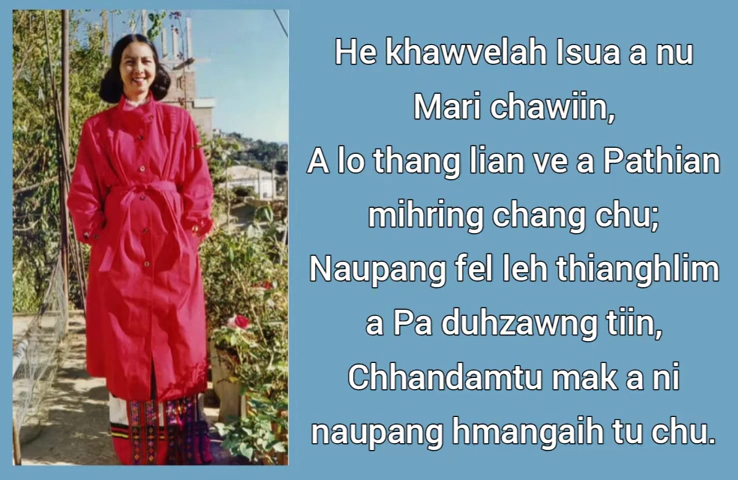 He khawvelah Isua a nu
Mari chawiin,
A lo thang lian ve a Pathian
mihring chang chu;
Naupang fel leh thianghlim
a Pa duhzawng tiin,
Chhandamtu mak a ni
naupang hmangaih tu chu.